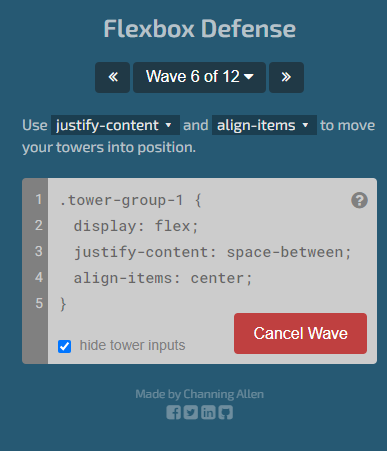 Flexbox Defense
« Wave 6 of 12 »
Use justify-content and align-items to move
your towers into position.
1 .tower-group-1 {
2 display: flex;
3 justify-content: space-between;
4 align-items: center;
5 }
?
Cancel Wave
hide tower inputs
Made by Channing Allen